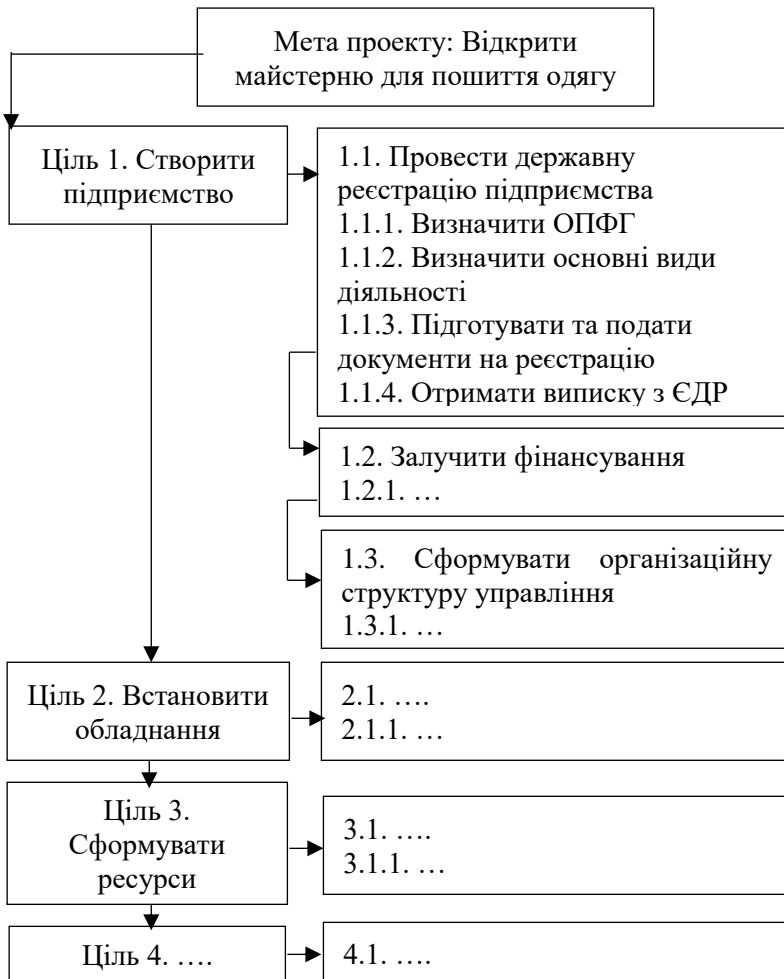 Мета проекту: Відкрити
майстерню для пошиття одягу
Ціль 1. Створити
підприємство
1.1. Провести державну
реєстрацію підприємства
1.1.1. Визначити ОПФГ
1.1.2. Визначити основні види
діяльності
1.1.3. Підготувати та подати
документи на реєстрацію
1.1.4. Отримати виписку з ЄДР
1.2. Залучити фінансування
1.2.1. …
1.3. Сформувати організаційну
структуру управління
1.3.1. …
Ціль 2. Встановити
обладнання
2.1. ….
2.1.1. …
Ціль 3.
Сформувати
ресурси
3.1. ….
3.1.1. …
Ціль 4. ….
4.1. ….